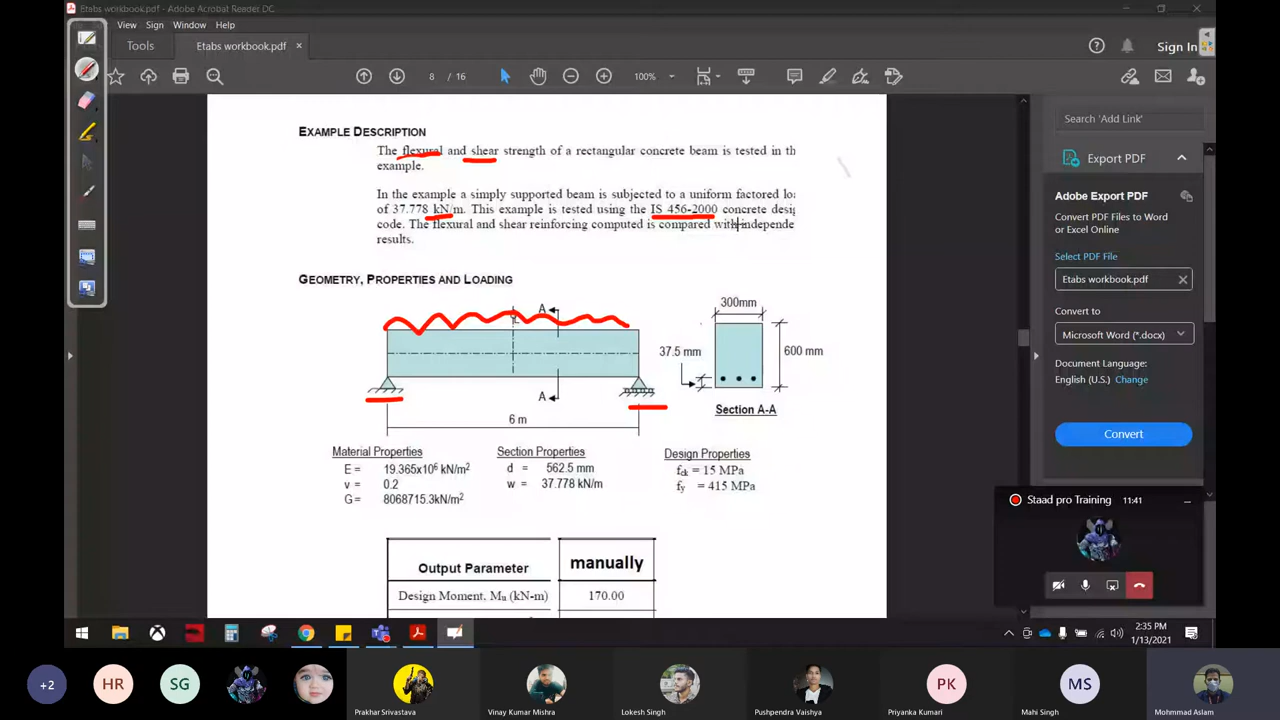 Etabs workbook.pdf - Adobe Acrobat Reader DC
View Sign Window Help
Tools Etabs workbook.pdf × Sign In
8 / 16 100%
EXAMPLE DESCRIPTION
The flexural and shear strength of a rectangular concrete beam is tested in th
example.
In the example a simply supported beam is subjected to a uniform factored loa
of 37.778 kN/m. This example is tested using the IS 456-2000 concrete desig
code. The flexural and shear reinforcing computed is compared with independe
results.
GEOMETRY, PROPERTIES AND LOADING
A
A
6 m
300mm
37.5 mm
600 mm
Section A-A
Material Properties
E = 19.365x10⁶ kN/m²
v = 0.2
G = 8068715.3kN/m²
Section Properties
d = 562.5 mm
w = 37.778 kN/m
Design Properties
fck = 15 MPa
fy = 415 MPa
Output Parameter manually
Design Moment, Mu (kN-m) 170.00
Search 'Add Link'
Export PDF
Adobe Export PDF
Convert PDF Files to Word
or Excel Online
Select PDF File
Etabs workbook.pdf
Convert to
Microsoft Word (*.docx)
Document Language:
English (U.S.) Change
Convert
Staad pro Training 11:41
2:35 PM
1/13/2021
+2 HR SG PK MS
Prakhar Srivastava Vinay Kumar Mishra Lokesh Singh Pushpendra Vaishya Priyanka Kumari Mahi Singh Mohmmad Aslam